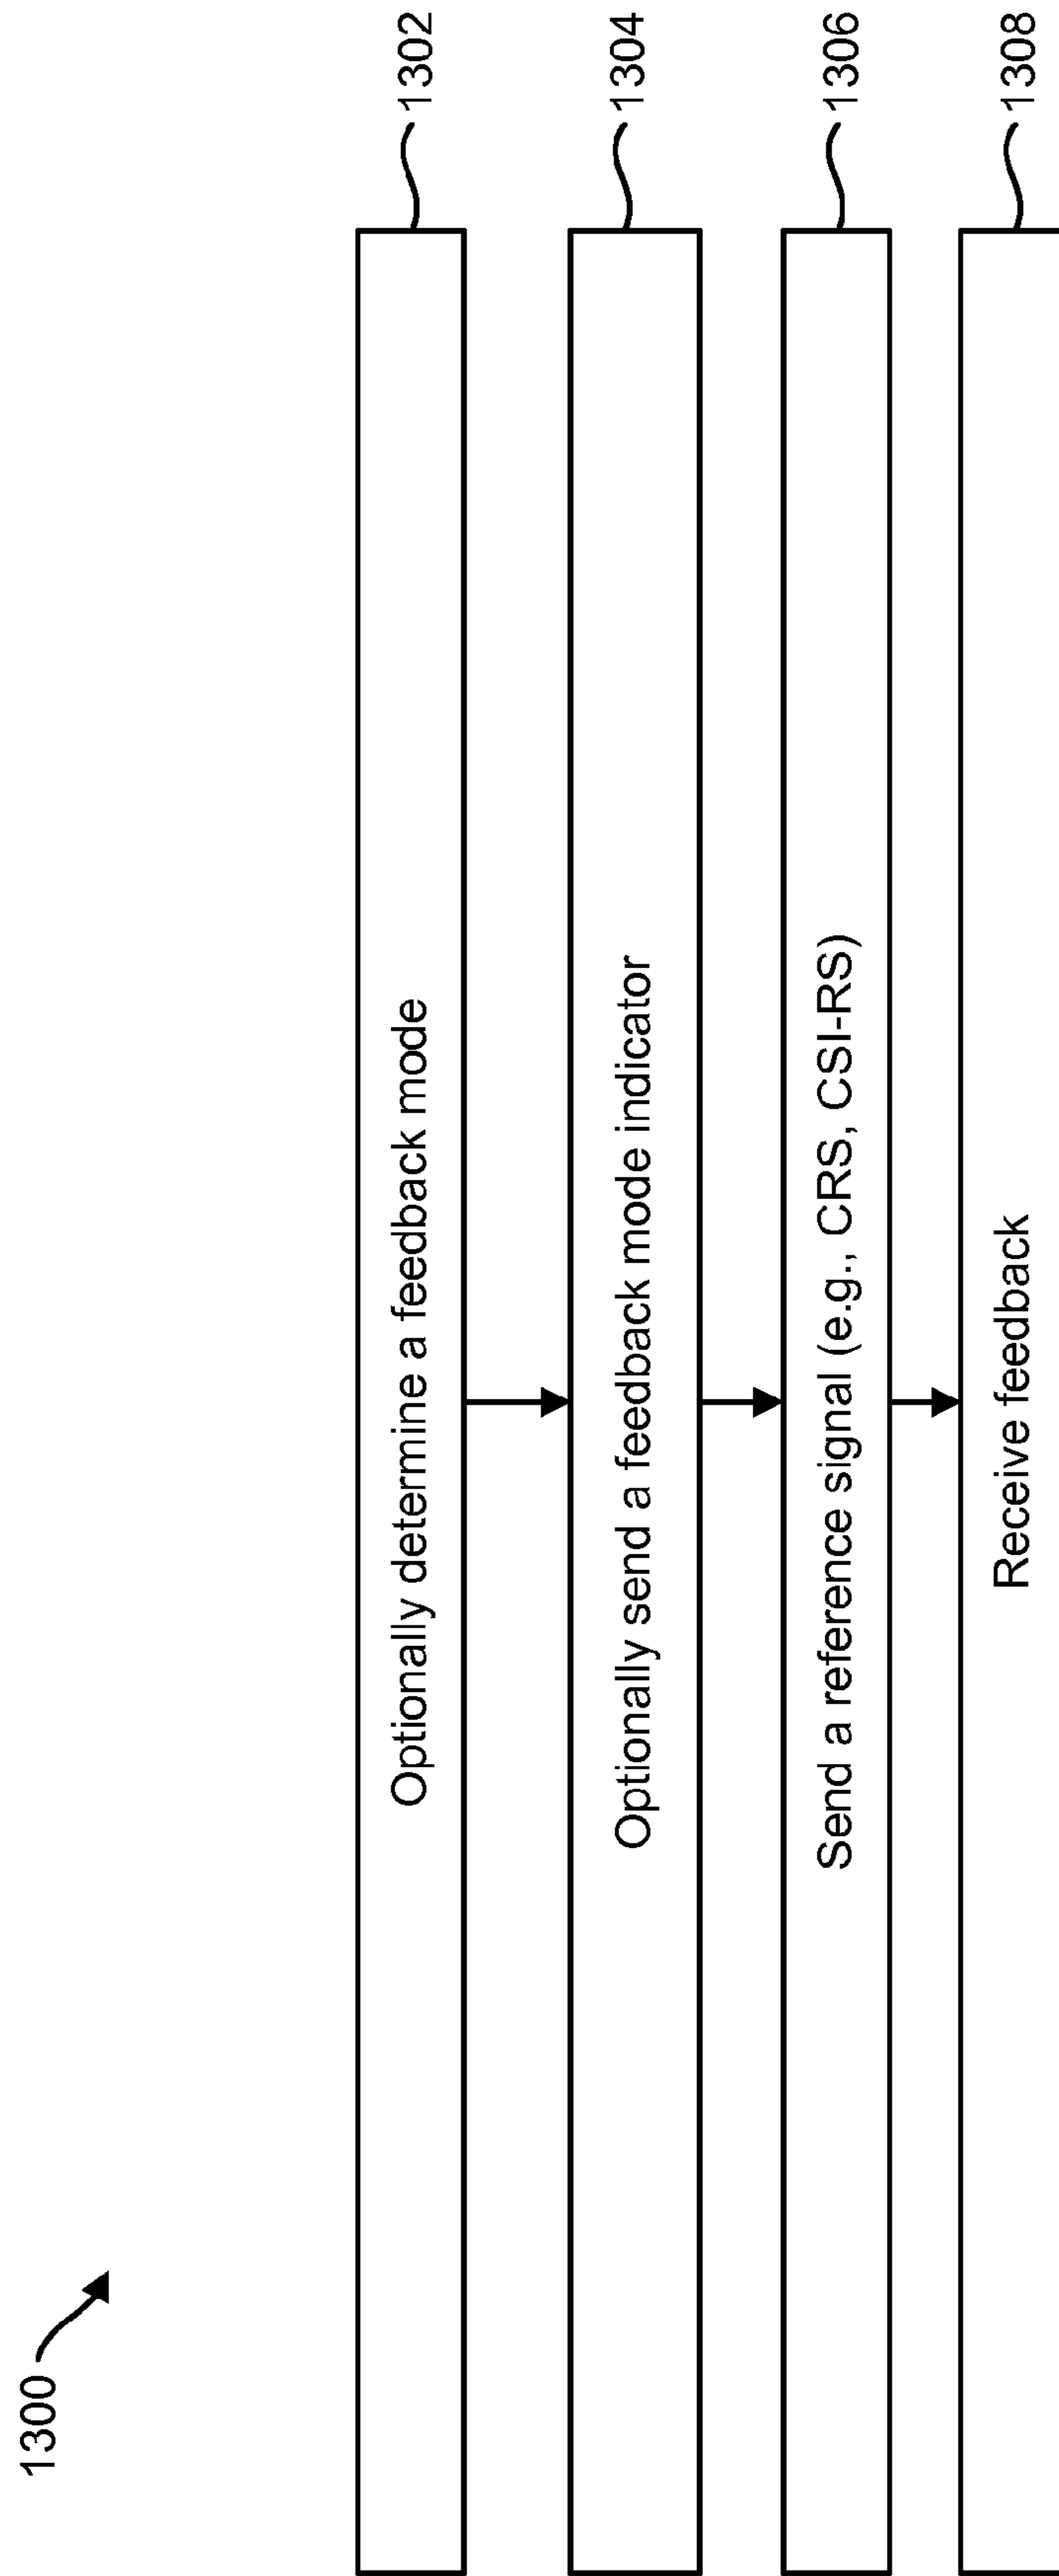 1300
Optionally determine a feedback mode
1302
Optionally send a feedback mode indicator
1304
Send a reference signal (e.g., CRS, CSI-RS)
1306
Receive feedback
1308